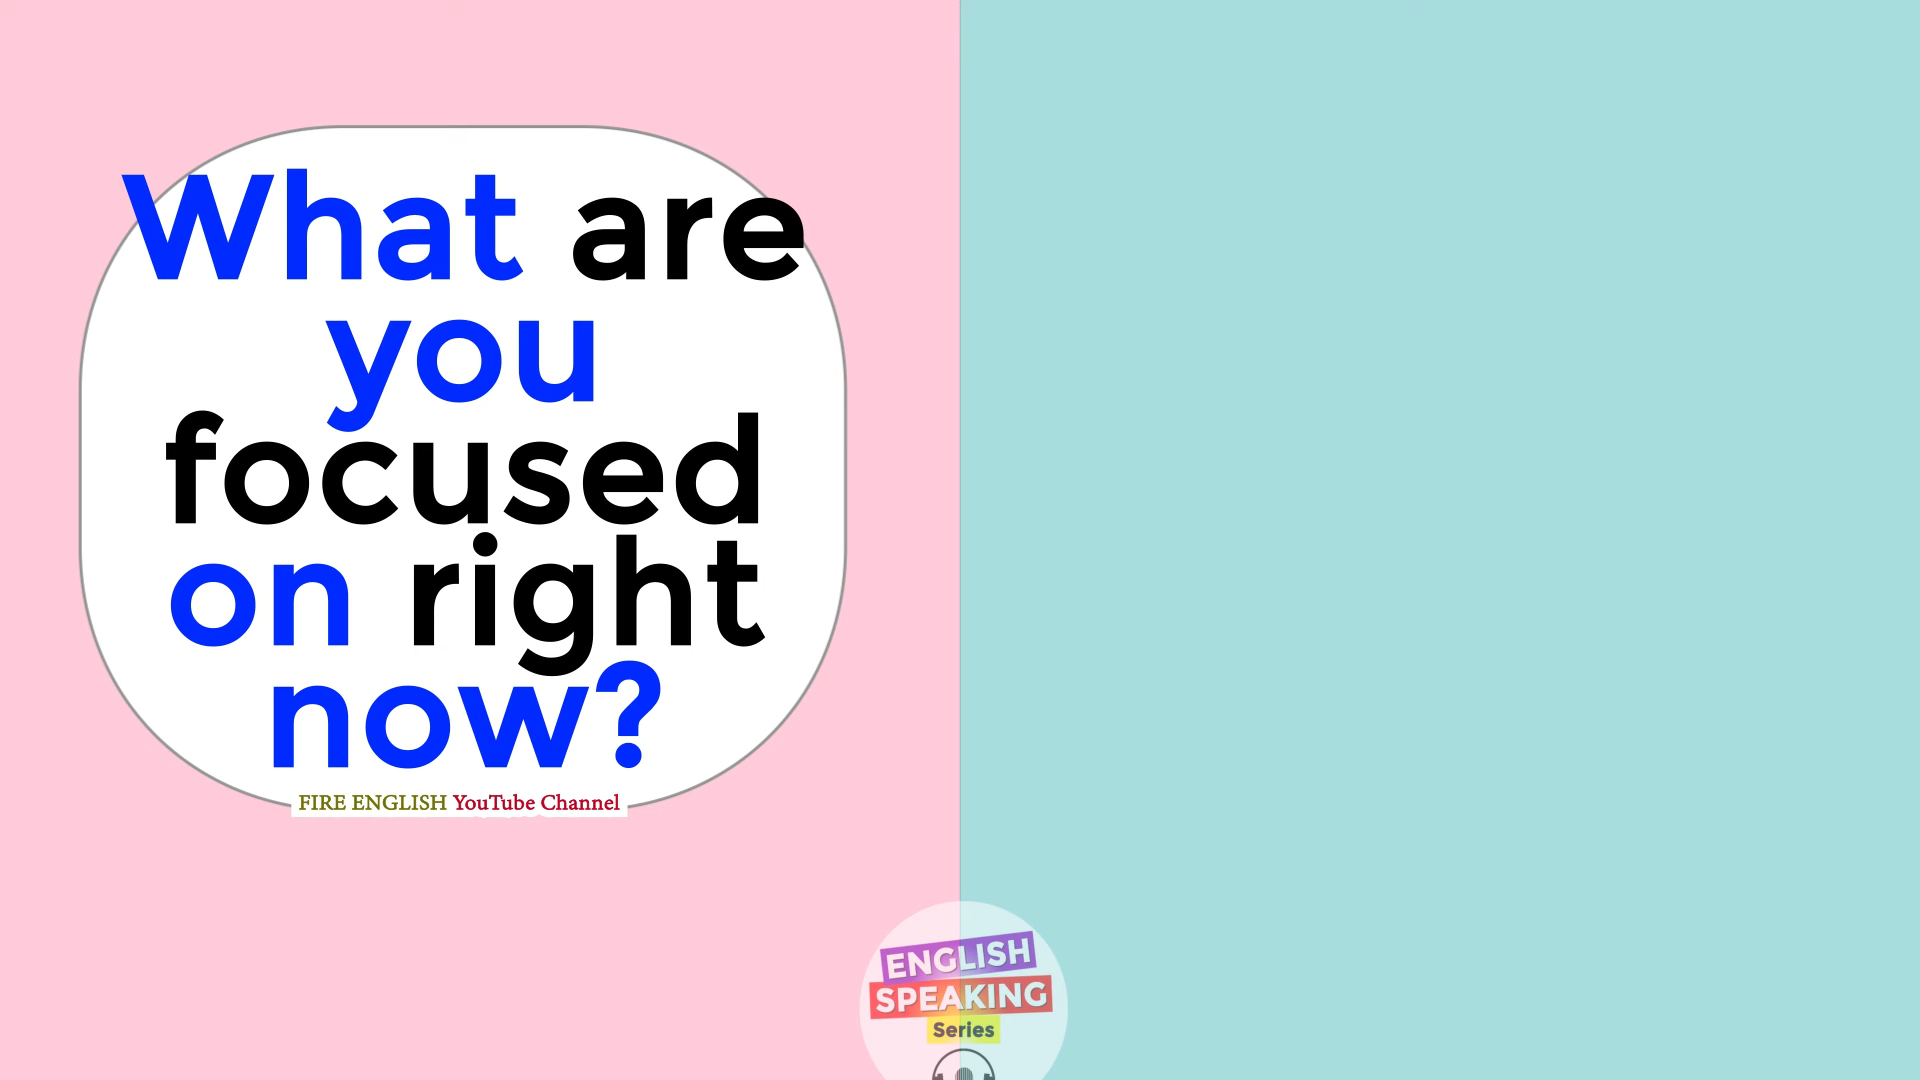 What are
you
focused
on right
now?
FIRE ENGLISH YouTube Channel
ENGLISH
SPEAKING
Series